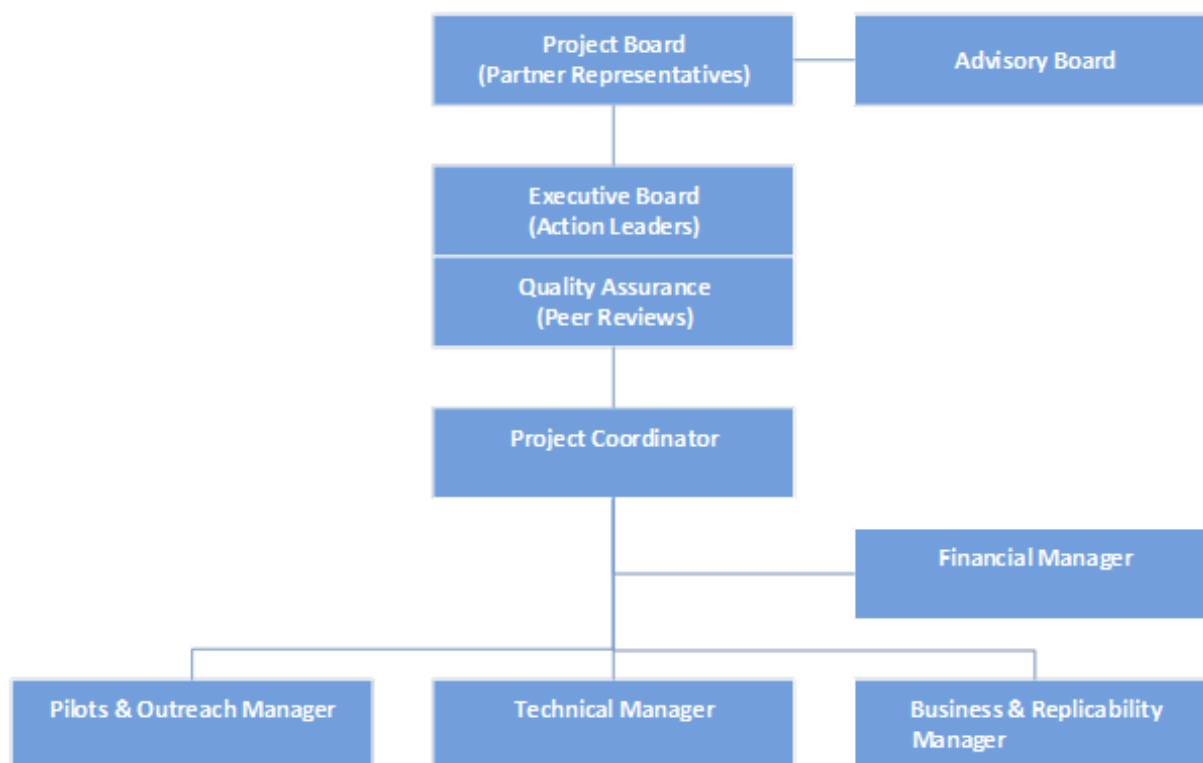 Project Board
(Partner Representatives)
Advisory Board
Executive Board
(Action Leaders)
Quality Assurance
(Peer Reviews)
Project Coordinator
Financial Manager
Pilots & Outreach Manager
Technical Manager
Business & Replicability
Manager